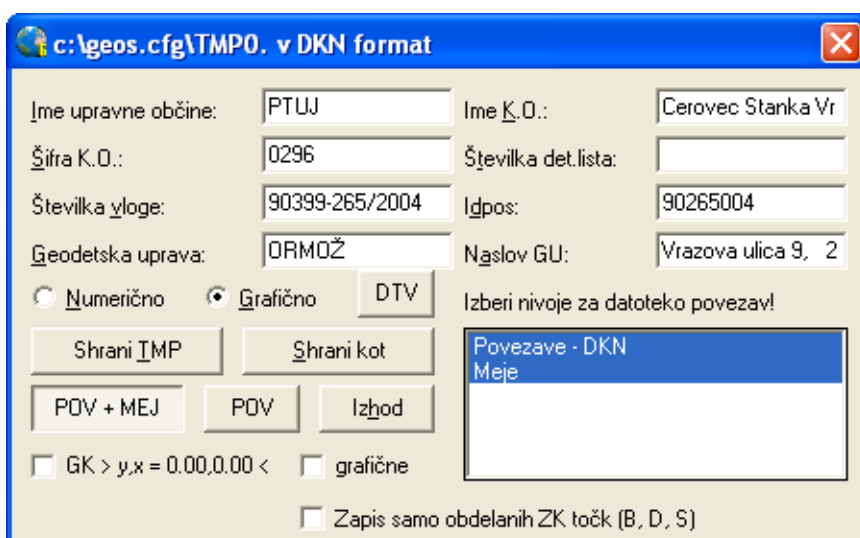 c:\geos.cfg\TMP0. v DKN format
Ime upravne občine: PTUJ Ime K.O.: Cerovec Stanka Vr
Šifra K.O.: 0296 Številka det.lista:
Številka vloge: 90399-265/2004 Idpos: 90265004
Geodetska uprava: ORMOŽ Naslov GU: Vrazova ulica 9, 2
Numerično Grafično DTV Izberi nivoje za datoteko povezav!
Shrani TMP Shrani kot Povezave - DKN
Meje
POV + MEJ POV Izhod
GK > y,x = 0.00,0.00 < grafične
Zapis samo obdelanih ZK točk (B, D, S)